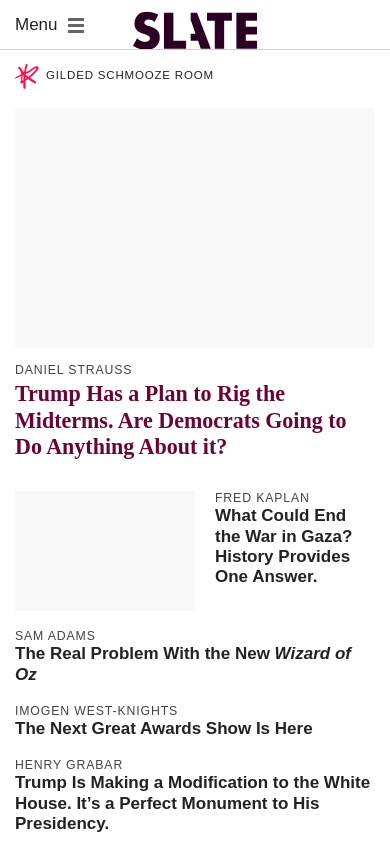 Menu
SLATE
GILDED SCHMOOZE ROOM
DANIEL STRAUSS
Trump Has a Plan to Rig the
Midterms. Are Democrats Going to
Do Anything About it?
FRED KAPLAN
What Could End
the War in Gaza?
History Provides
One Answer.
SAM ADAMS
The Real Problem With the New Wizard of
Oz
IMOGEN WEST-KNIGHTS
The Next Great Awards Show Is Here
HENRY GRABAR
Trump Is Making a Modification to the White
House. It’s a Perfect Monument to His
Presidency.